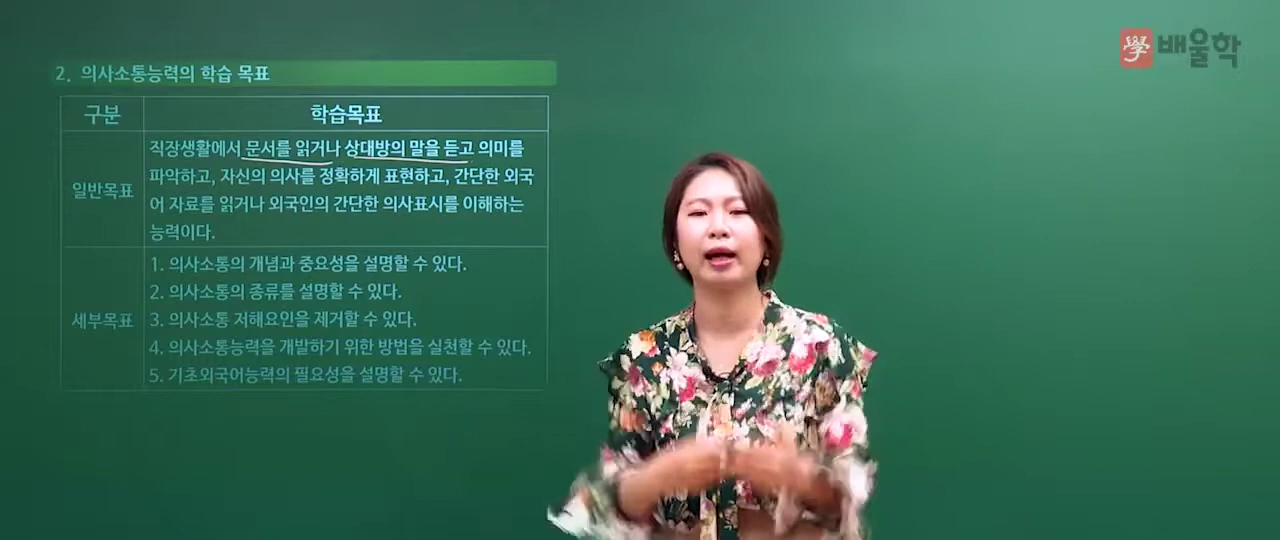 學 배울학
2. 의사소통능력의 학습 목표
구분 학습목표
일반목표
직장생활에서 문서를 읽거나 상대방의 말을 듣고 의미를
파악하고, 자신의 의사를 정확하게 표현하고, 간단한 외국
어 자료를 읽거나 외국인의 간단한 의사표시를 이해하는
능력이다.
세부목표
1. 의사소통의 개념과 중요성을 설명할 수 있다.
2. 의사소통의 종류를 설명할 수 있다.
3. 의사소통 저해요인을 제거할 수 있다.
4. 의사소통능력을 개발하기 위한 방법을 실천할 수 있다.
5. 기초외국어능력의 필요성을 설명할 수 있다.